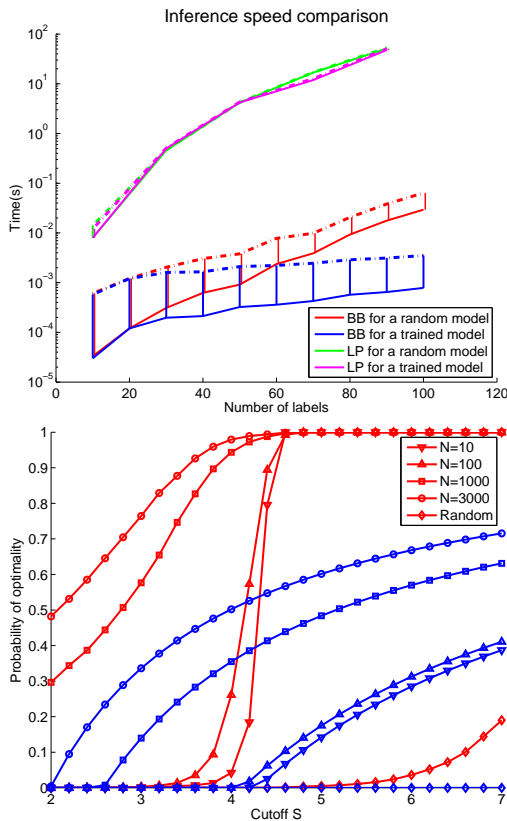 Inference speed comparison
10^2
10^1
10^0
10^-1
10^-2
10^-3
10^-4
10^-5
Time(s)
0 20 40 60 80 100 120
Number of labels
BB for a random model
BB for a trained model
LP for a random model
LP for a trained model
1
0.9
0.8
0.7
0.6
0.5
0.4
0.3
0.2
0.1
0
Probability of optimality
2 3 4 5 6 7
Cutoff S
N=10
N=100
N=1000
N=3000
Random